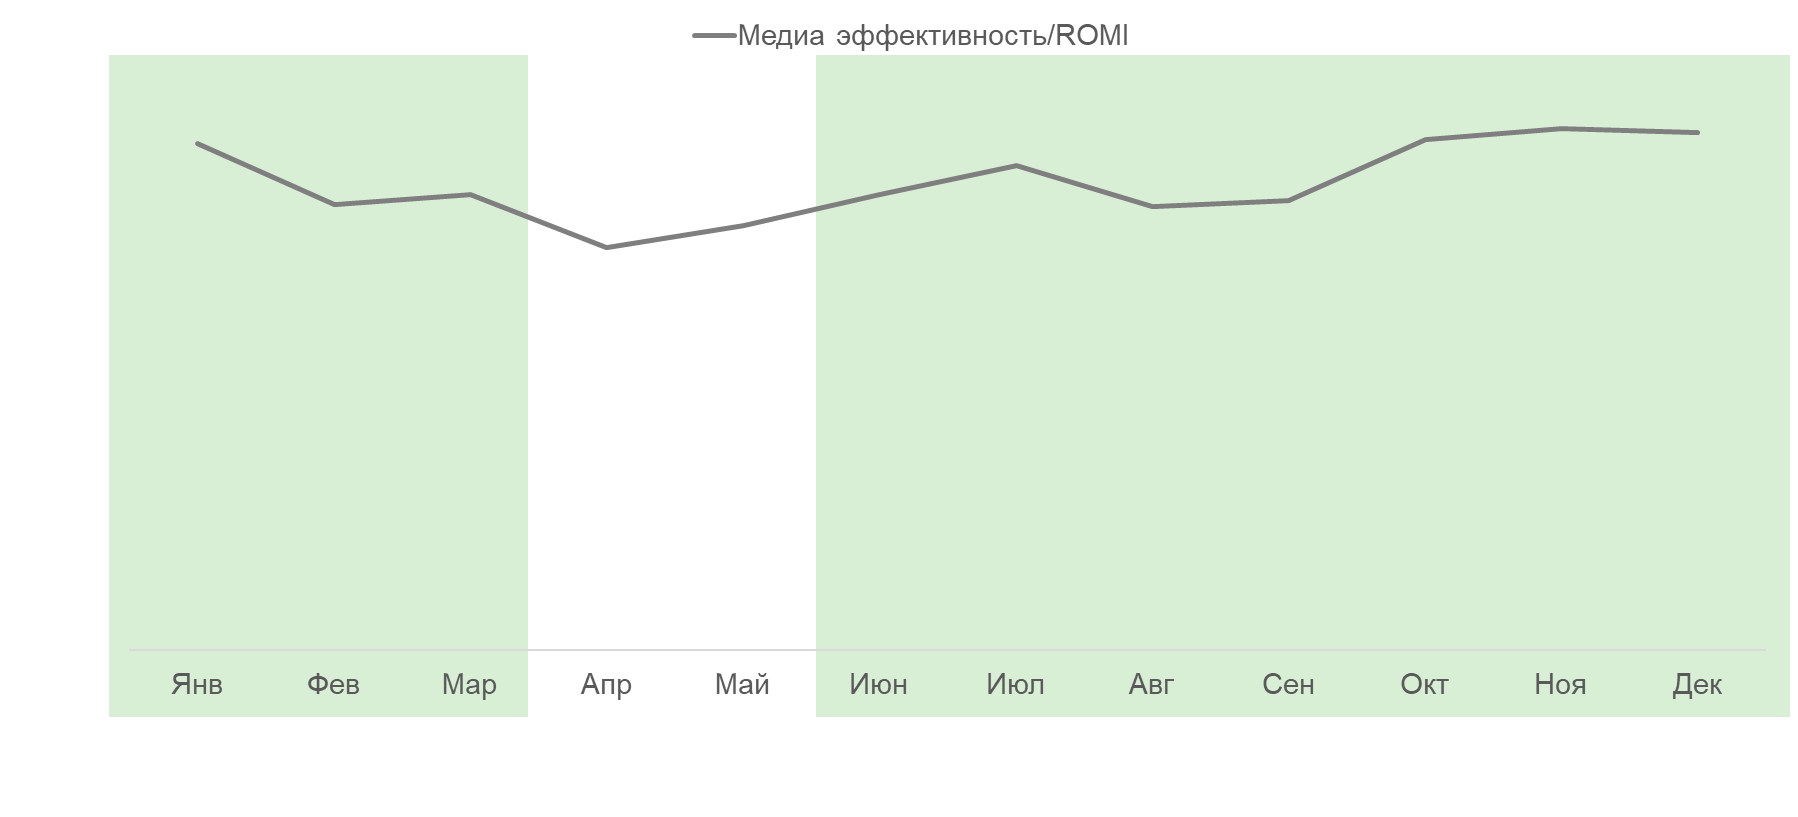 Медиа эффективность/ROMI
Янв Фев Мар Апр Май Июн Июл Авг Сен Окт Ноя Дек